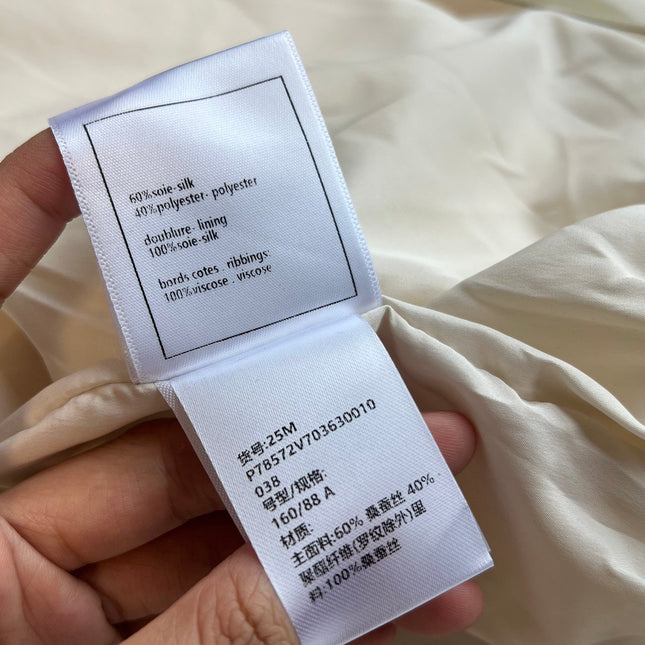 60%soie-silk
40%polyester- polyester
doublure- lining
100%soie-silk
bords cotes . ribbings:
100%viscose . viscose
货号:25M
P78572V703630010
038
号型/规格:
160/88 A
材质:
主面料:60% 桑蚕丝 40%
聚酯纤维(罗纹除外)里
料:100%桑蚕丝